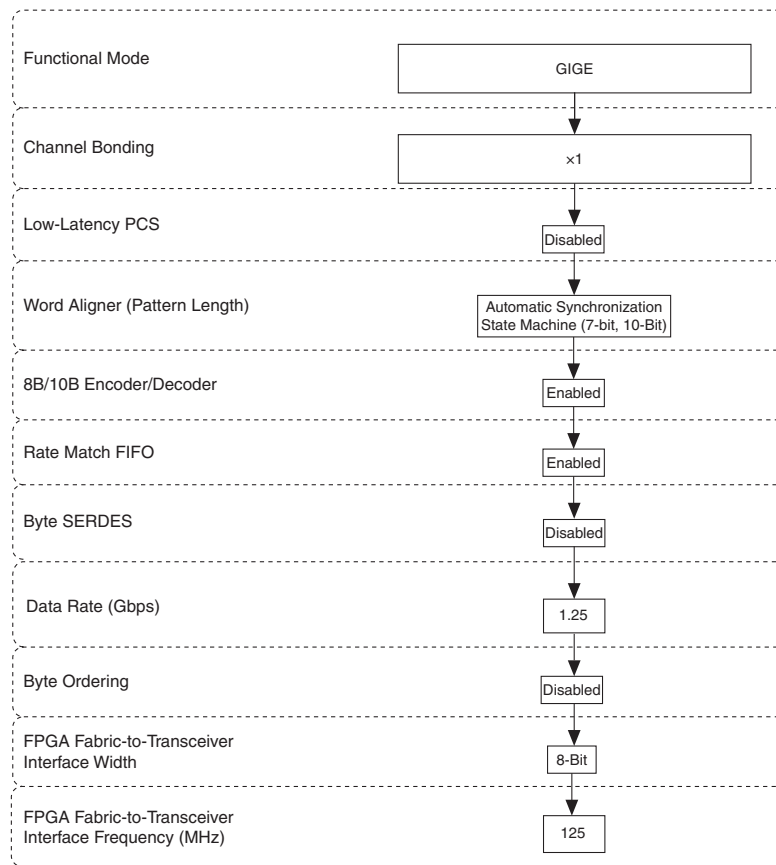 Functional Mode
GIGE
Channel Bonding
×1
Low-Latency PCS
Disabled
Word Aligner (Pattern Length)
Automatic Synchronization
State Machine (7-bit, 10-Bit)
8B/10B Encoder/Decoder
Enabled
Rate Match FIFO
Enabled
Byte SERDES
Disabled
Data Rate (Gbps)
1.25
Byte Ordering
Disabled
FPGA Fabric-to-Transceiver
Interface Width
8-Bit
FPGA Fabric-to-Transceiver
Interface Frequency (MHz)
125